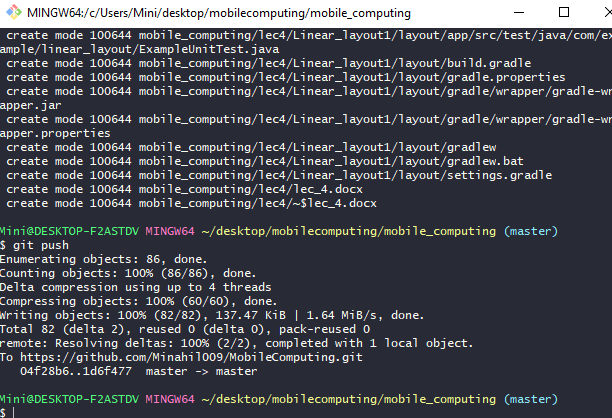 MINGW64:/c/Users/Mini/desktop/mobilecomputing/mobile_computing
create mode 100644 mobile_computing/lec4/Linear_layout1/layout/app/src/test/java/com/ex
ample/linear_layout/ExampleUnitTest.java
create mode 100644 mobile_computing/lec4/Linear_layout1/layout/build.gradle
create mode 100644 mobile_computing/lec4/Linear_layout1/layout/gradle.properties
create mode 100644 mobile_computing/lec4/Linear_layout1/layout/gradle/wrapper/gradle-wr
apper.jar
create mode 100644 mobile_computing/lec4/Linear_layout1/layout/gradle/wrapper/gradle-wr
apper.properties
create mode 100644 mobile_computing/lec4/Linear_layout1/layout/gradlew
create mode 100644 mobile_computing/lec4/Linear_layout1/layout/gradlew.bat
create mode 100644 mobile_computing/lec4/Linear_layout1/layout/settings.gradle
create mode 100644 mobile_computing/lec4/lec_4.docx
create mode 100644 mobile_computing/lec4/~$lec_4.docx
Mini@DESKTOP-F2ASTDV MINGW64 ~/desktop/mobilecomputing/mobile_computing (master)
$ git push
Enumerating objects: 86, done.
Counting objects: 100% (86/86), done.
Delta compression using up to 4 threads
Compressing objects: 100% (60/60), done.
Writing objects: 100% (82/82), 137.47 KiB | 1.64 MiB/s, done.
Total 82 (delta 2), reused 0 (delta 0), pack-reused 0
remote: Resolving deltas: 100% (2/2), completed with 1 local object.
To https://github.com/Minahil009/MobileComputing.git
04f28b6..1d6f477 master -> master
Mini@DESKTOP-F2ASTDV MINGW64 ~/desktop/mobilecomputing/mobile_computing (master)
$